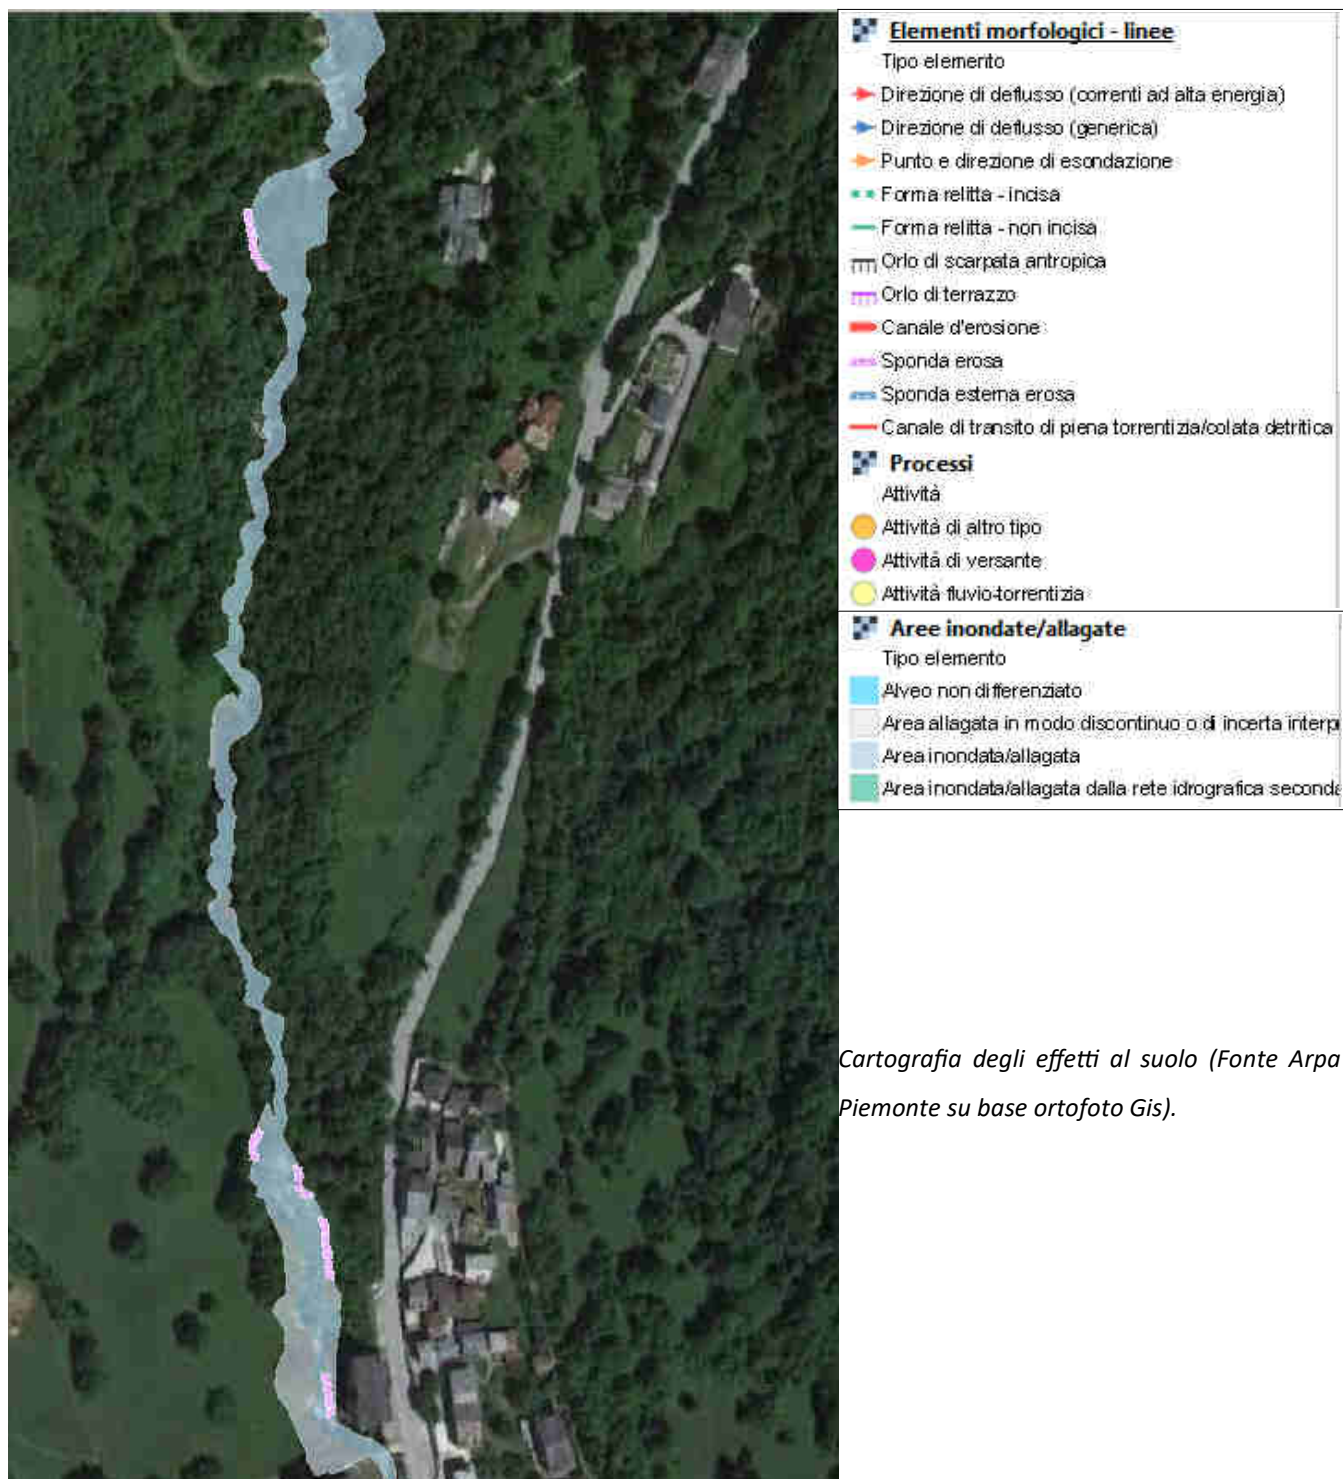 Elementi morfologici - linee
Tipo elemento
Direzione di deflusso (correnti ad alta energia)
Direzione di deflusso (generica)
Punto e direzione di esondazione
Forma relitta - incisa
Forma relitta - non incisa
Orlo di scarpata antropica
Orlo di terrazzo
Canale d'erosione
Sponda erosa
Sponda esterna erosa
Canale di transito di piena torrentizia/colata detritica
Processi
Attività
Attività di altro tipo
Attività di versante
Attività fluvio-torrentizia
Aree inondate/allagate
Tipo elemento
Alveo non differenziato
Area allagata in modo discontinuo o di incerta interp
Area inondata/allagata
Area inondata/allagata dalla rete idrografica seconda
Cartografia degli effetti al suolo (Fonte Arpa
Piemonte su base ortofoto Gis).